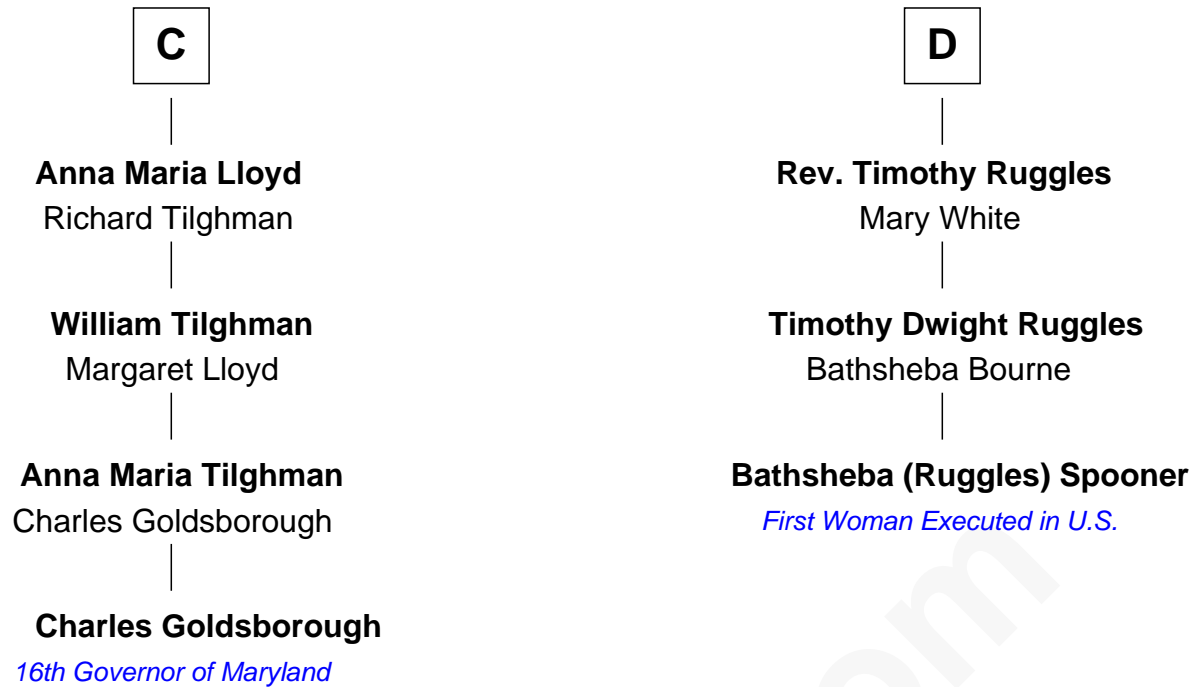 C
Anna Maria Lloyd
Richard Tilghman
William Tilghman
Margaret Lloyd
Anna Maria Tilghman
Charles Goldsborough
Charles Goldsborough
16th Governor of Maryland
D
Rev. Timothy Ruggles
Mary White
Timothy Dwight Ruggles
Bathsheba Bourne
Bathsheba (Ruggles) Spooner
First Woman Executed in U.S.
om